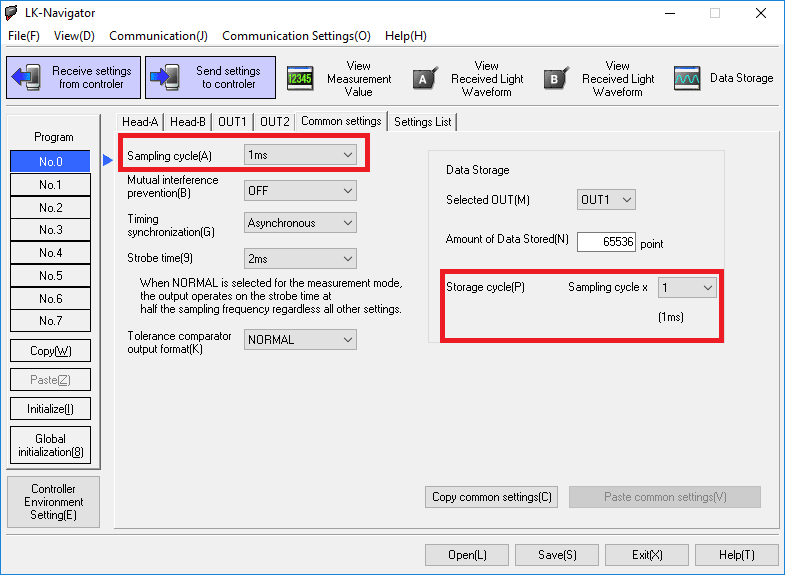 LK-Navigator
File(F) View(D) Communication(J) Communication Settings(O) Help(H)
Receive settings
from controler
Send settings
to controler
12345
View
Measurement
Value
A
View
Received Light
Waveform
B
View
Received Light
Waveform
Data Storage
Program
No.0
No.1
No.2
No.3
No.4
No.5
No.6
No.7
Copy(W)
Paste(Z)
Initialize(I)
Global
initialization(8)
Controller
Environment
Setting(E)
Head-A Head-B OUT1 OUT2 Common settings Settings List
Sampling cycle(A) 1ms
Mutual interference
prevention(B) OFF
Timing
synchronization(G) Asynchronous
Strobe time(9) 2ms
When NORMAL is selected for the measurement mode,
the output operates on the strobe time at
half the sampling frequency regardless all other settings.
Tolerance comparator
output format(K) NORMAL
Data Storage
Selected OUT(M) OUT1
Amount of Data Stored(N) 65536 point
Storage cycle(P) Sampling cycle x 1
(1ms)
Copy common settings(C) Paste common settings(V)
Open(L) Save(S) Exit(X) Help(T)